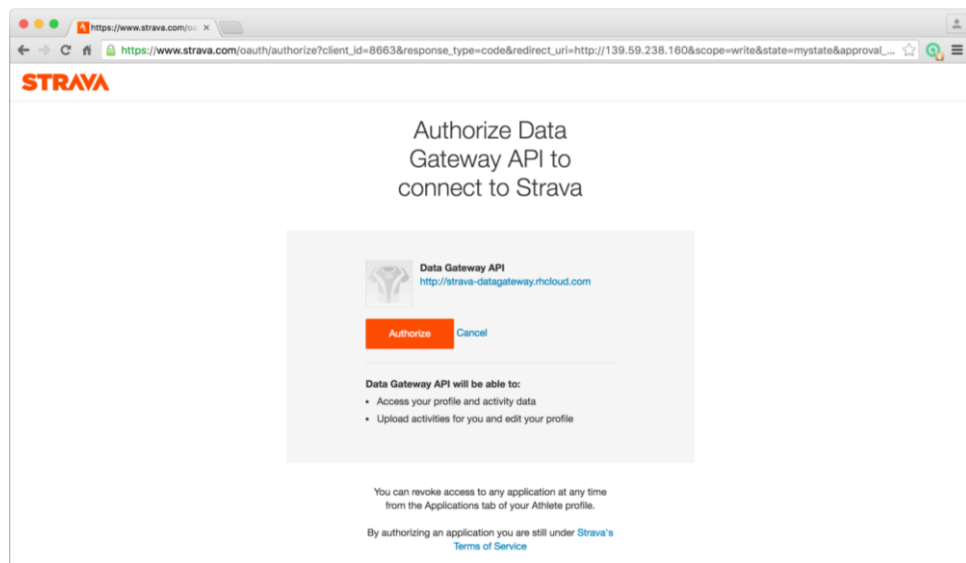 https://www.strava.com/oa
https://www.strava.com/oauth/authorize?client_id=8663&response_type=code&redirect_uri=http://139.59.238.160&scope=write&state=mystate&approval_...
STRAVA
Authorize Data
Gateway API to
connect to Strava
Data Gateway API
http://strava-datagateway.rhcloud.com
Authorize Cancel
Data Gateway API will be able to:
• Access your profile and activity data
• Upload activities for you and edit your profile
You can revoke access to any application at any time
from the Applications tab of your Athlete profile.
By authorizing an application you are still under Strava's
Terms of Service